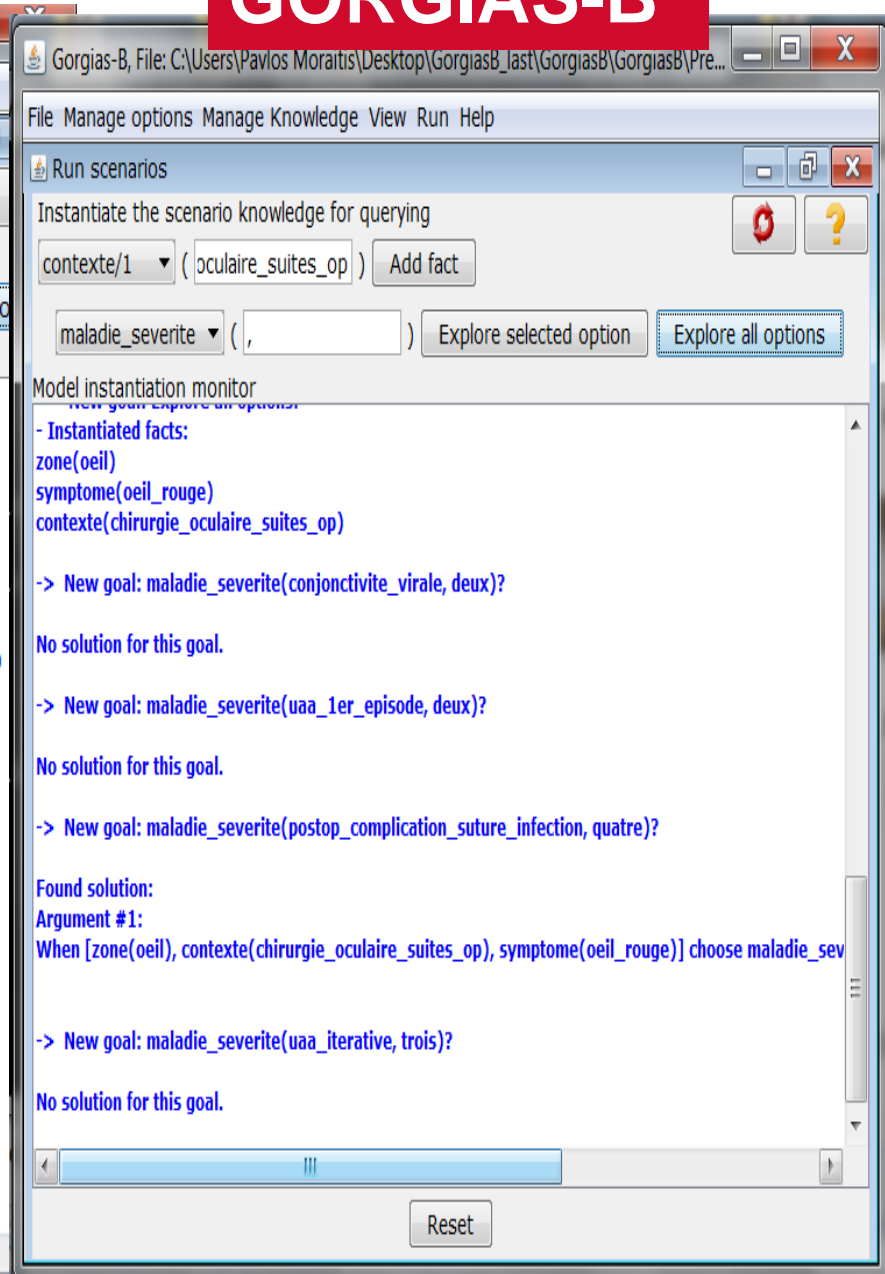 GORGIAS-B
Gorgias-B, File: C:\Users\Pavlos Moraitis\Desktop\GorgiasB_last\GorgiasB\GorgiasB\Pre...
File Manage options Manage Knowledge View Run Help
Run scenarios
Instantiate the scenario knowledge for querying
contexte/1 ( oculaire_suites_op ) Add fact
maladie_severite ( , ) Explore selected option Explore all options
Model instantiation monitor
New goal: Explore all options.
- Instantiated facts:
zone(oeil)
symptome(oeil_rouge)
contexte(chirurgie_oculaire_suites_op)
-> New goal: maladie_severite(conjonctivite_virale, deux)?
No solution for this goal.
-> New goal: maladie_severite(uaa_1er_episode, deux)?
No solution for this goal.
-> New goal: maladie_severite(postop_complication_suture_infection, quatre)?
Found solution:
Argument #1:
When [zone(oeil), contexte(chirurgie_oculaire_suites_op), symptome(oeil_rouge)] choose maladie_sev
-> New goal: maladie_severite(uaa_iterative, trois)?
No solution for this goal.
Reset